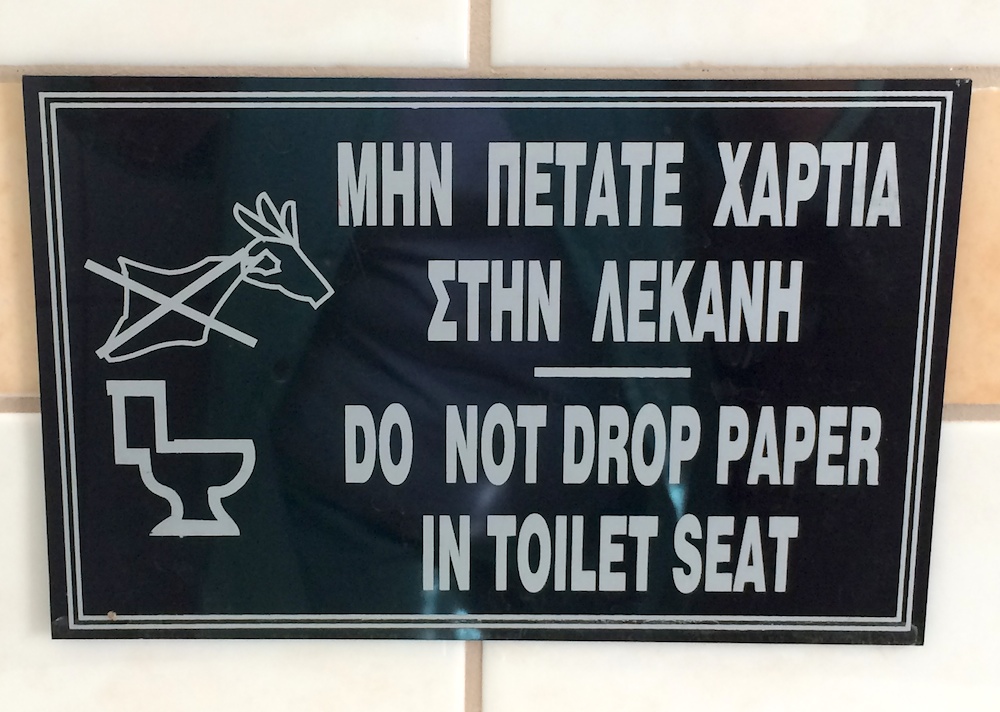 ΜΗΝ ΠΕΤΑΤΕ ΧΑΡΤΙΑ
ΣΤΗΝ ΛΕΚΑΝΗ
DO NOT DROP PAPER
IN TOILET SEAT